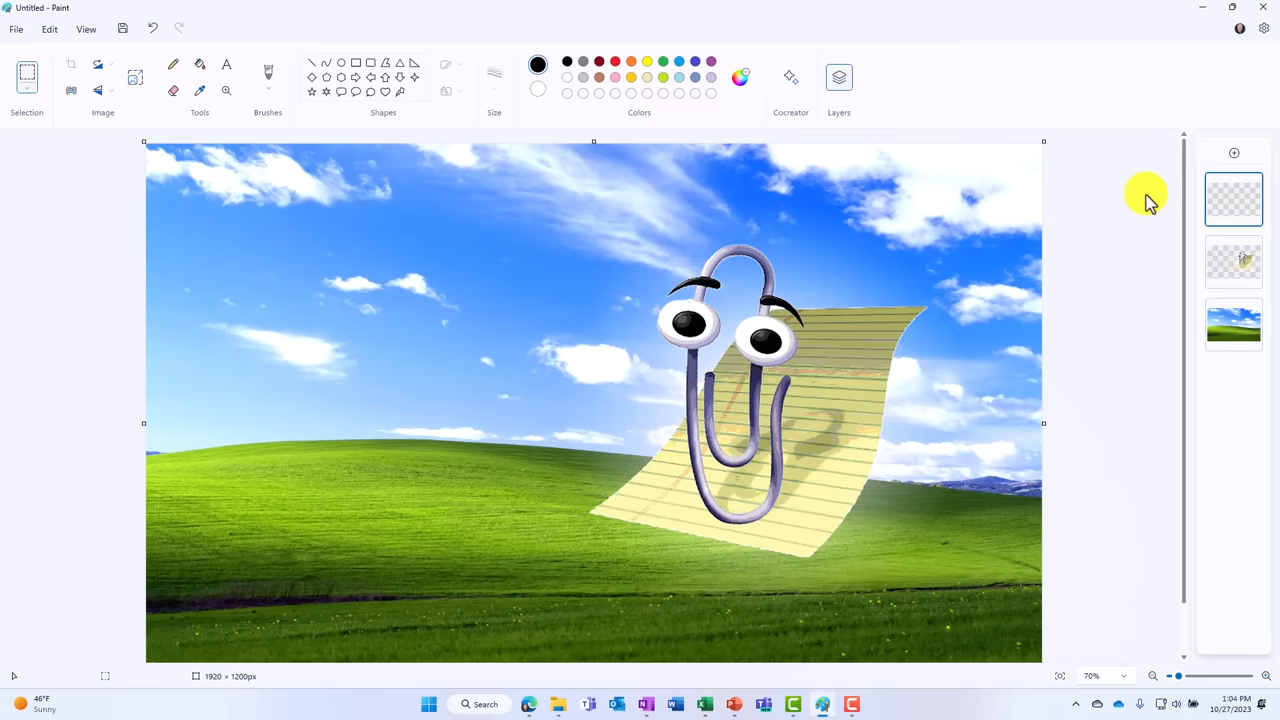 Untitled - Paint
File Edit View
Selection Image Tools Brushes Shapes Size Colors Cocreator Layers
1920 × 1200px
70%
46°F
Sunny
Search
1:04 PM
10/27/2023